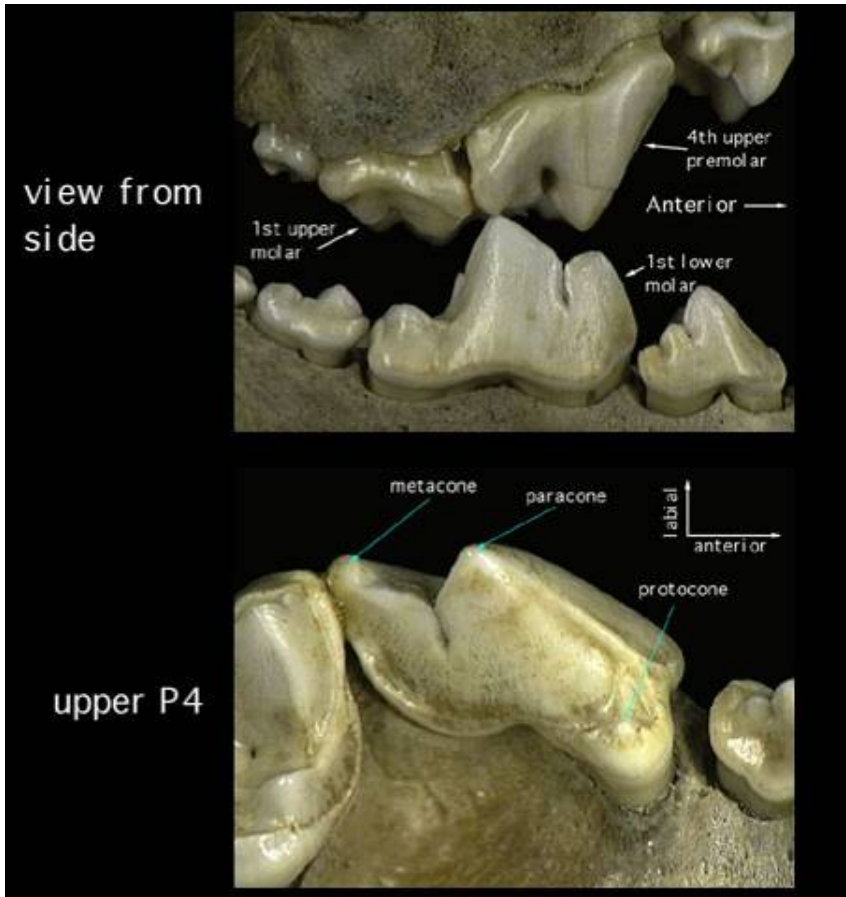 view from
side
4th upper
premolar
Anterior
1st upper
molar
1st lower
molar
metacone
paracone
labial
anterior
protocone
upper P4